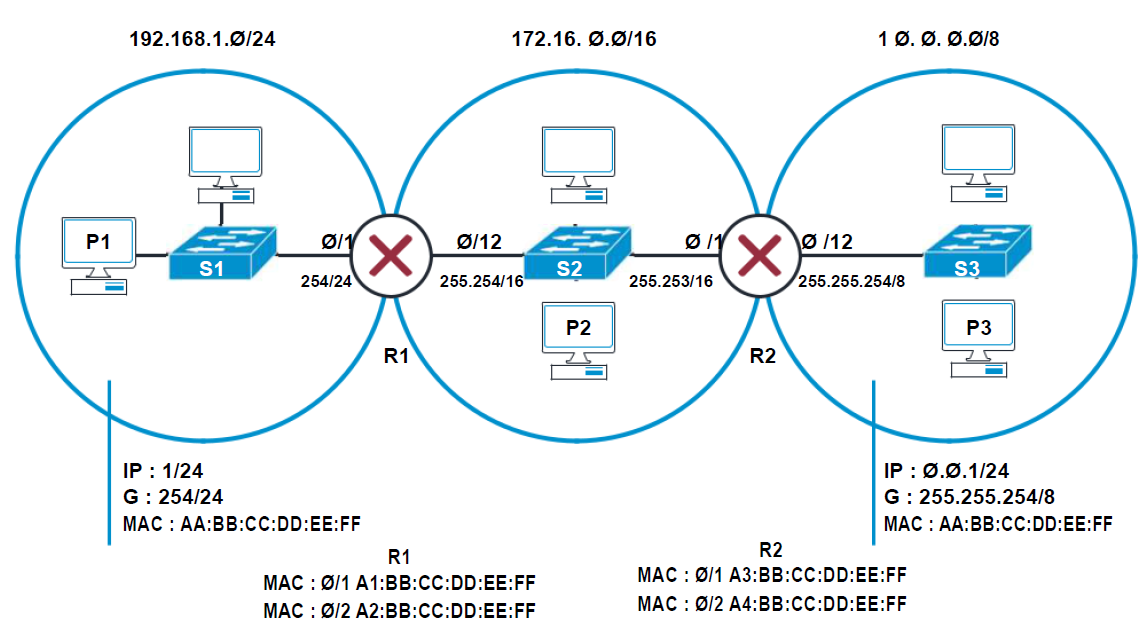 192.168.1.Ø/24
172.16. Ø.Ø/16
1 Ø. Ø. Ø.Ø/8
P1
S1
Ø/1
254/24
R1
Ø/12
255.254/16
S2
P2
Ø /1
255.253/16
R2
Ø /12
255.255.254/8
S3
P3
IP : 1/24
G : 254/24
MAC : AA:BB:CC:DD:EE:FF
IP : Ø.Ø.1/24
G : 255.255.254/8
MAC : AA:BB:CC:DD:EE:FF
R1
MAC : Ø/1 A1:BB:CC:DD:EE:FF
MAC : Ø/2 A2:BB:CC:DD:EE:FF
R2
MAC : Ø/1 A3:BB:CC:DD:EE:FF
MAC : Ø/2 A4:BB:CC:DD:EE:FF